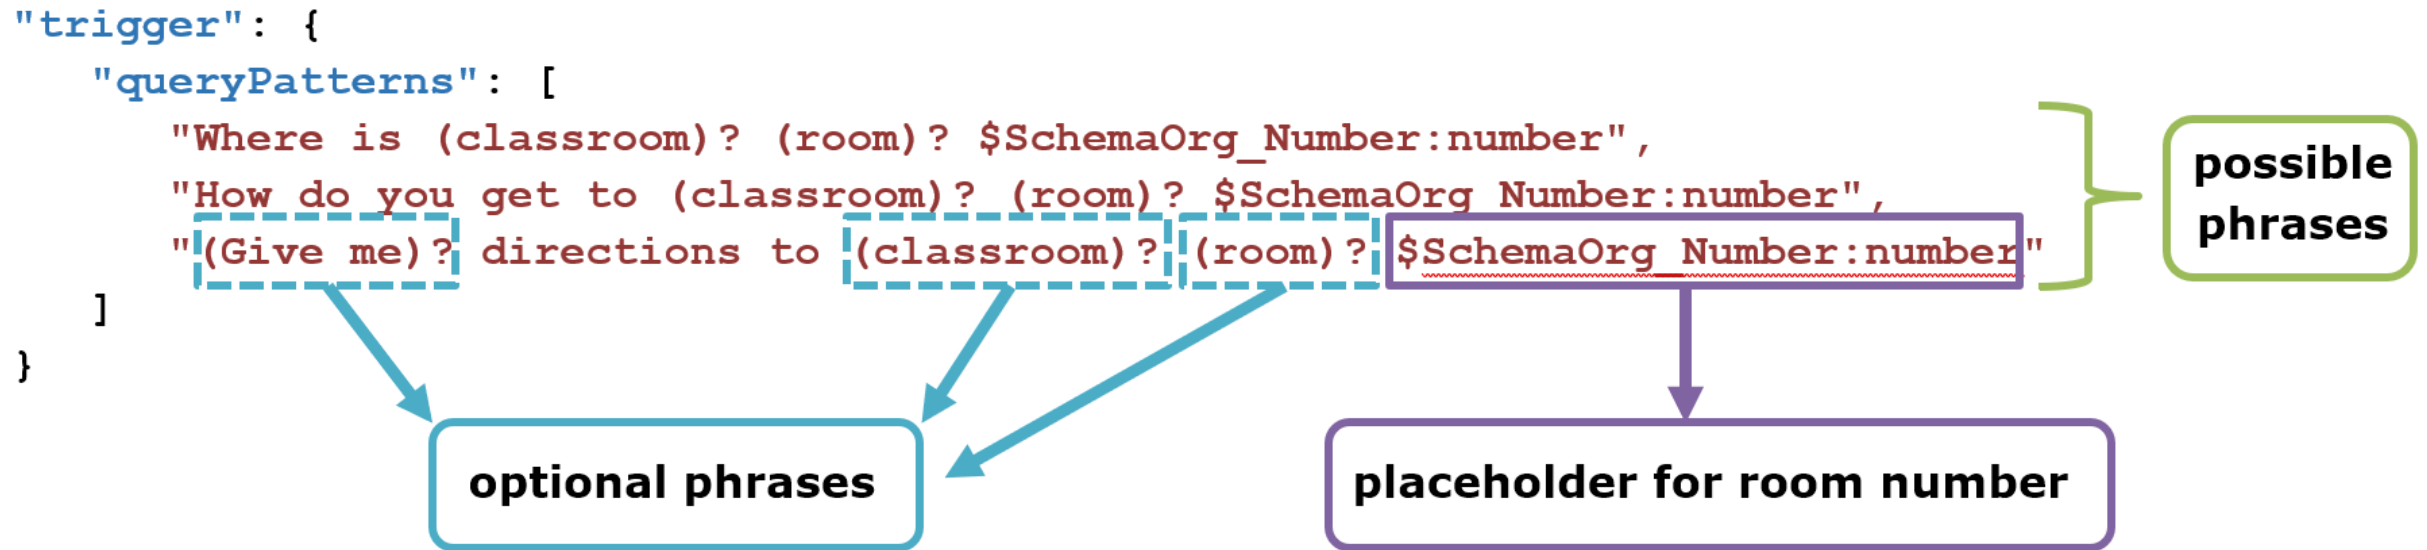 "trigger": {
"queryPatterns": [
"Where is (classroom)? (room)? $SchemaOrg_Number:number",
"How do you get to (classroom)? (room)? $SchemaOrg_Number:number",
"(Give me)? directions to (classroom)? (room)? $SchemaOrg_Number:number"
]
}
possible
phrases
optional phrases
placeholder for room number